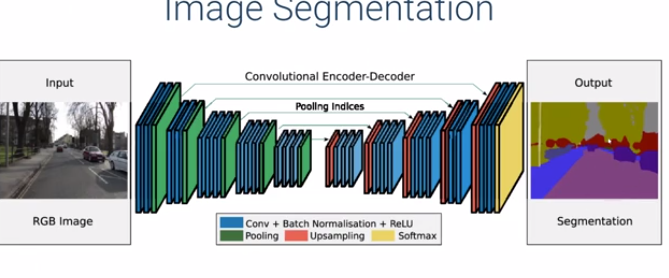 Image Segmentation
Input
Convolutional Encoder-Decoder
Output
Pooling Indices
RGB Image
Segmentation
Conv + Batch Normalisation + ReLU
Pooling Upsampling Softmax